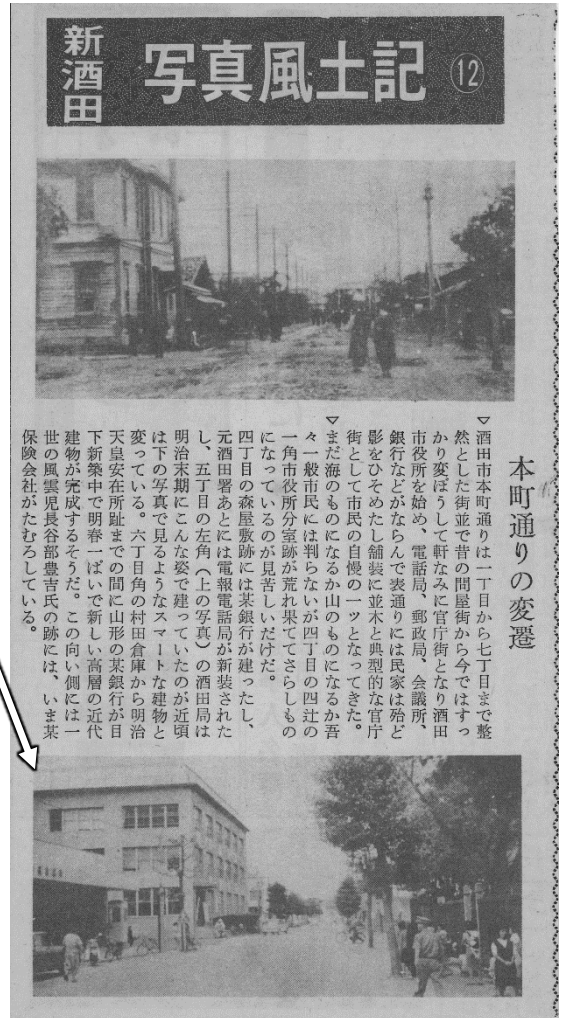 新酒田
写真風土記 ⑫
本町通りの変遷
▽酒田市本町通りは一丁目から七丁目まで整
然とした街並で昔の問屋街から今ではすっ
かり変ぼうして軒なみに官庁街となり酒田
市役所を始め、電話局、郵政局、会議所、
銀行などがならんで表通りには民家は殆ど
影をひそめたし舗装に並木と典型的な官庁
街として市民の自慢の一ッとなってきた。
▽まだ海のものになるか山のものになるか吾
々一般市民には判らないが四丁目の四辻の
一角市役所分室跡が荒れ果ててさらしもの
になっているのが見苦しいだけだ。
四丁目の森屋敷跡には某銀行が建ったし、
元酒田署あとには電報電話局が新装された
し、五丁目の左角（上の写真）の酒田局は
明治末期にこんな姿で建っていたのが近頃
は下の写真で見るようなスマートな建物と
変っている。六丁目角の村田倉庫から明治
天皇安在所趾までの間に山形の某銀行が目
下新築中で明春一ぱいで新しい高層の近代
建物が完成するそうだ。この向い側には一
世の風雲児長谷部豊吉氏の跡には、いま某
保険会社がたむろしている。